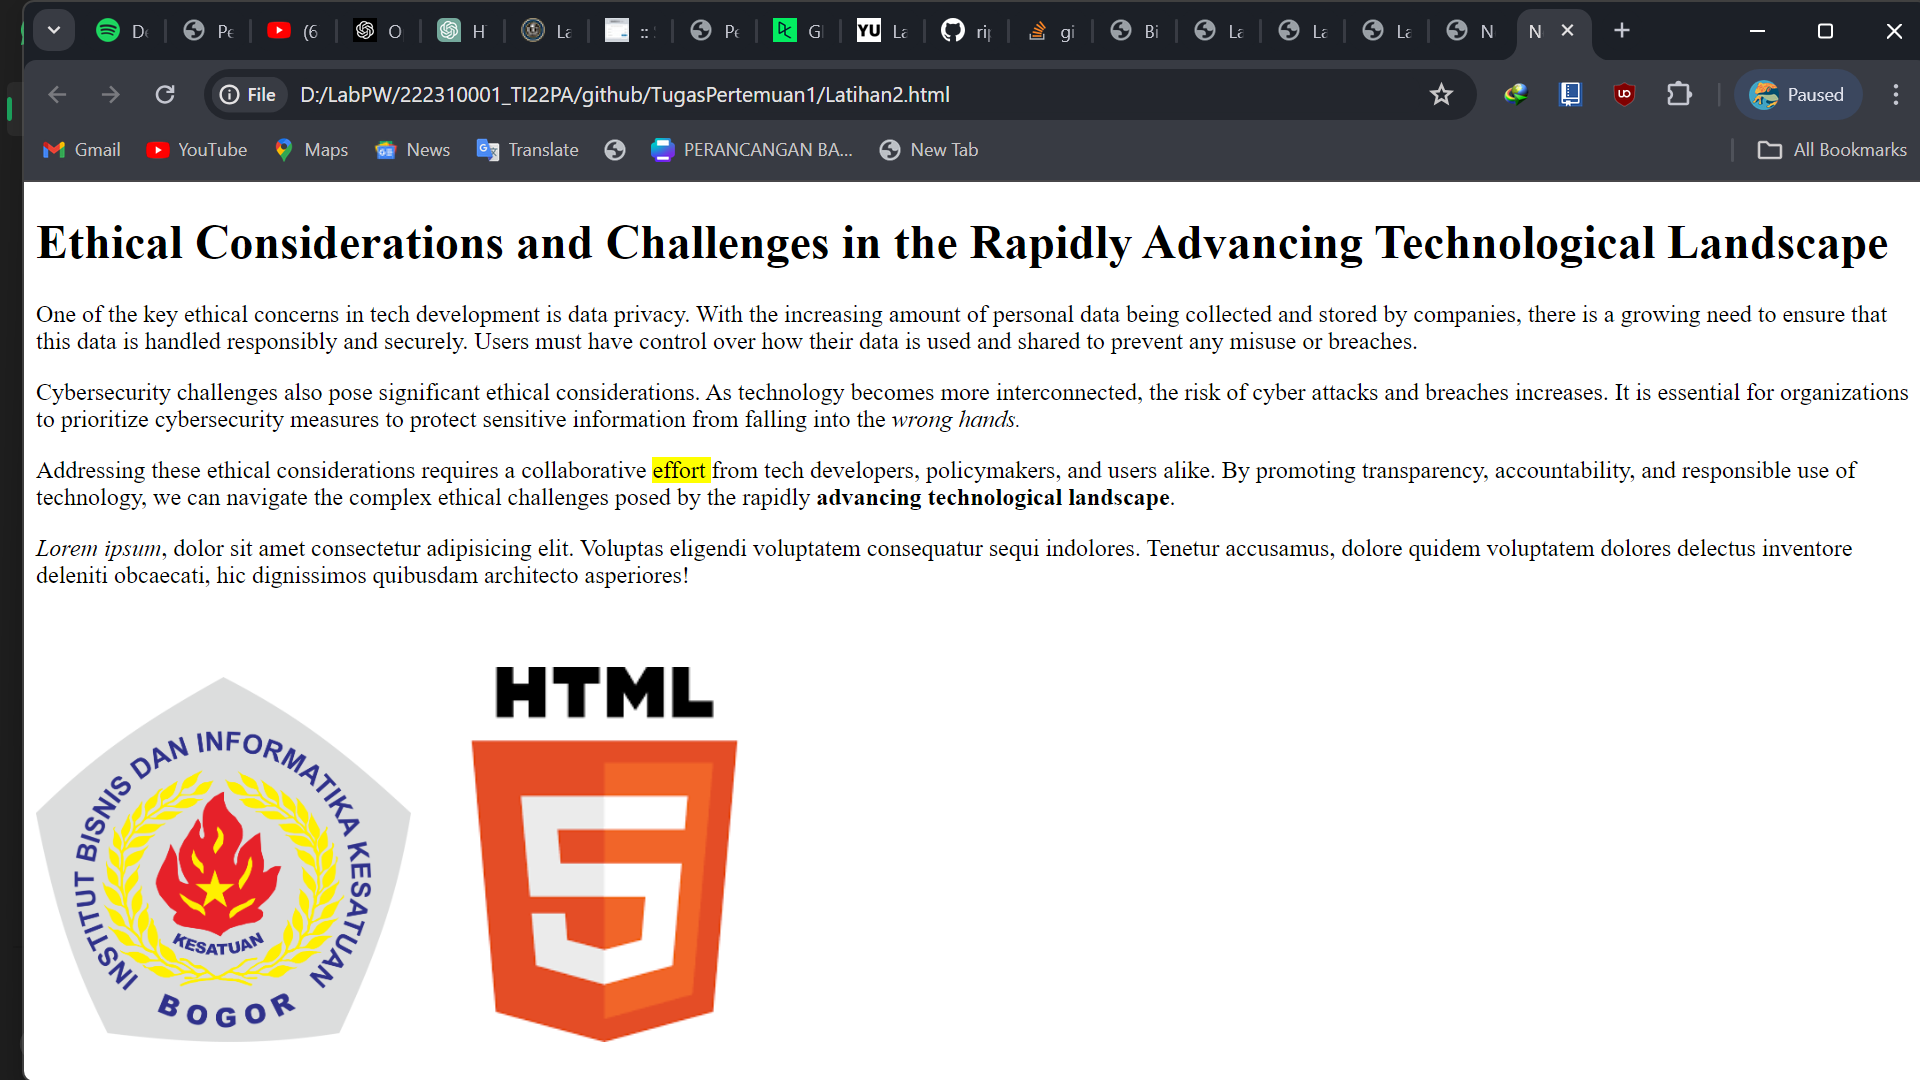 De
Pe
(6
O
H
La
::
Pe
DC
Gi
YU
La
rip
gi
Bi
La
La
La
N
N
File
D:/LabPW/222310001_TI22PA/github/TugasPertemuan1/Latihan2.html
Paused
Gmail
YouTube
Maps
News
Translate
PERANCANGAN BA...
New Tab
All Bookmarks
Ethical Considerations and Challenges in the Rapidly Advancing Technological Landscape
One of the key ethical concerns in tech development is data privacy. With the increasing amount of personal data being collected and stored by companies, there is a growing need to ensure that
this data is handled responsibly and securely. Users must have control over how their data is used and shared to prevent any misuse or breaches.
Cybersecurity challenges also pose significant ethical considerations. As technology becomes more interconnected, the risk of cyber attacks and breaches increases. It is essential for organizations
to prioritize cybersecurity measures to protect sensitive information from falling into the wrong hands.
Addressing these ethical considerations requires a collaborative effort from tech developers, policymakers, and users alike. By promoting transparency, accountability, and responsible use of
technology, we can navigate the complex ethical challenges posed by the rapidly advancing technological landscape.
Lorem ipsum, dolor sit amet consectetur adipisicing elit. Voluptas eligendi voluptatem consequatur sequi indolores. Tenetur accusamus, dolore quidem voluptatem dolores delectus inventore
deleniti obcaecati, hic dignissimos quibusdam architecto asperiores!
INSTITUT BISNIS DAN INFORMATIKA KESATUAN
KESATUAN
BOGOR
HTML
5